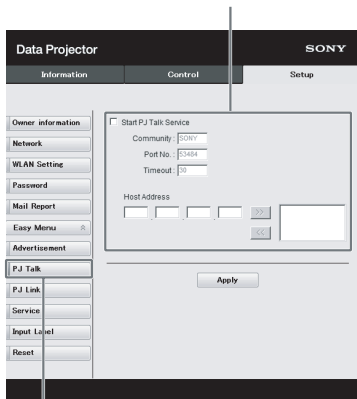 Data Projector
SONY
Information
Control
Setup
Owner information
Network
WLAN Setting
Password
Mail Report
Easy Menu
Advertisement
PJ Talk
PJ Link
Service
Input Label
Reset
Start PJ Talk Service
Community: SONY
Port No.: 53484
Timeout: 30
Host Address
. . .
>>
<<
Apply